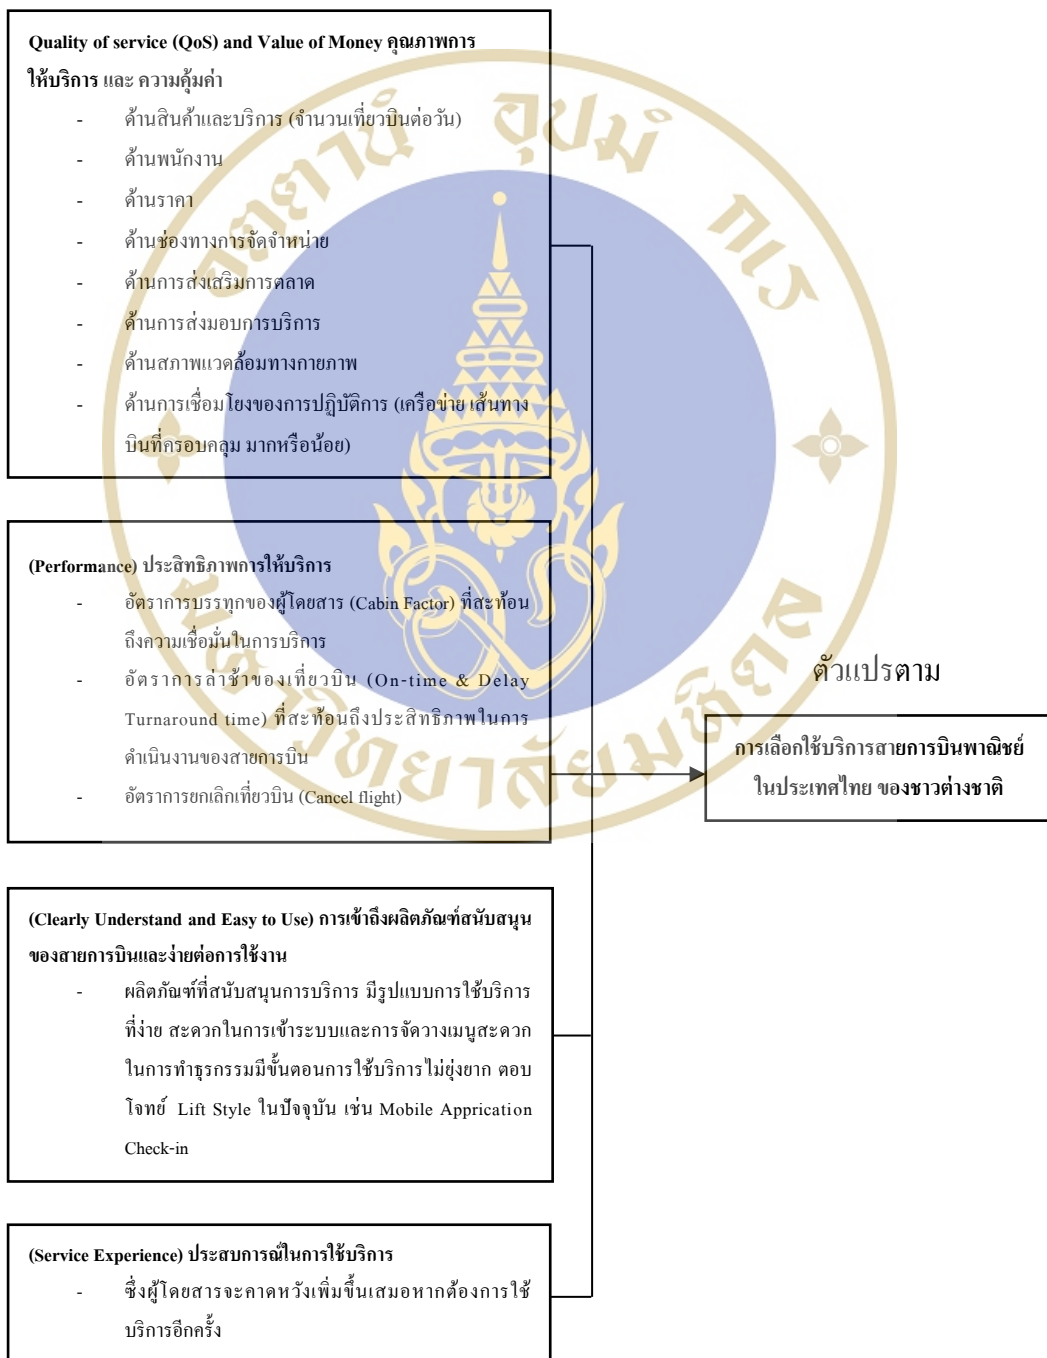 Quality of service (QoS) and Value of Money คุณภาพการ
ให้บริการ และ ความคุ้มค่า
- ด้านสินค้าและบริการ (จำนวนเที่ยวบินต่อวัน)
- ด้านพนักงาน
- ด้านราคา
- ด้านช่องทางการจัดจำหน่าย
- ด้านการส่งเสริมการตลาด
- ด้านการส่งมอบการบริการ
- ด้านสภาพแวดล้อมทางกายภาพ
- ด้านการเชื่อมโยงของการปฏิบัติการ (เครือข่าย เส้นทาง
บินที่ครอบคลุม มากหรือน้อย)
(Performance) ประสิทธิภาพการให้บริการ
- อัตราการบรรทุกของผู้โดยสาร (Cabin Factor) ที่สะท้อน
ถึงความเชื่อมั่นในการบริการ
- อัตราการล่าช้าของเที่ยวบิน (On-time & Delay
Turnaround time) ที่สะท้อนถึงประสิทธิภาพในการ
ดำเนินงานของสายการบิน
- อัตราการยกเลิกเที่ยวบิน (Cancel flight)
ตัวแปรตาม
การเลือกใช้บริการสายการบินพาณิชย์
ในประเทศไทย ของชาวต่างชาติ
(Clearly Understand and Easy to Use) การเข้าถึงผลิตภัณฑ์สนับสนุน
ของสายการบินและง่ายต่อการใช้งาน
- ผลิตภัณฑ์ที่สนับสนุนการบริการ มีรูปแบบการใช้บริการ
ที่ง่าย สะดวกในการเข้าระบบและการจัดวางเมนูสะดวก
ในการทำธุรกรรมมีขั้นตอนการใช้บริการไม่ยุ่งยาก ตอบ
โจทย์ Lift Style ในปัจจุบัน เช่น Mobile Apprication
Check-in
(Service Experience) ประสบการณ์ในการใช้บริการ
- ซึ่งผู้โดยสารจะคาดหวังเพิ่มขึ้นเสมอหากต้องการใช้
บริการอีกครั้ง
อตฺตานํ อุปมํ กเร
มหาวิทยาลัยมหิดล